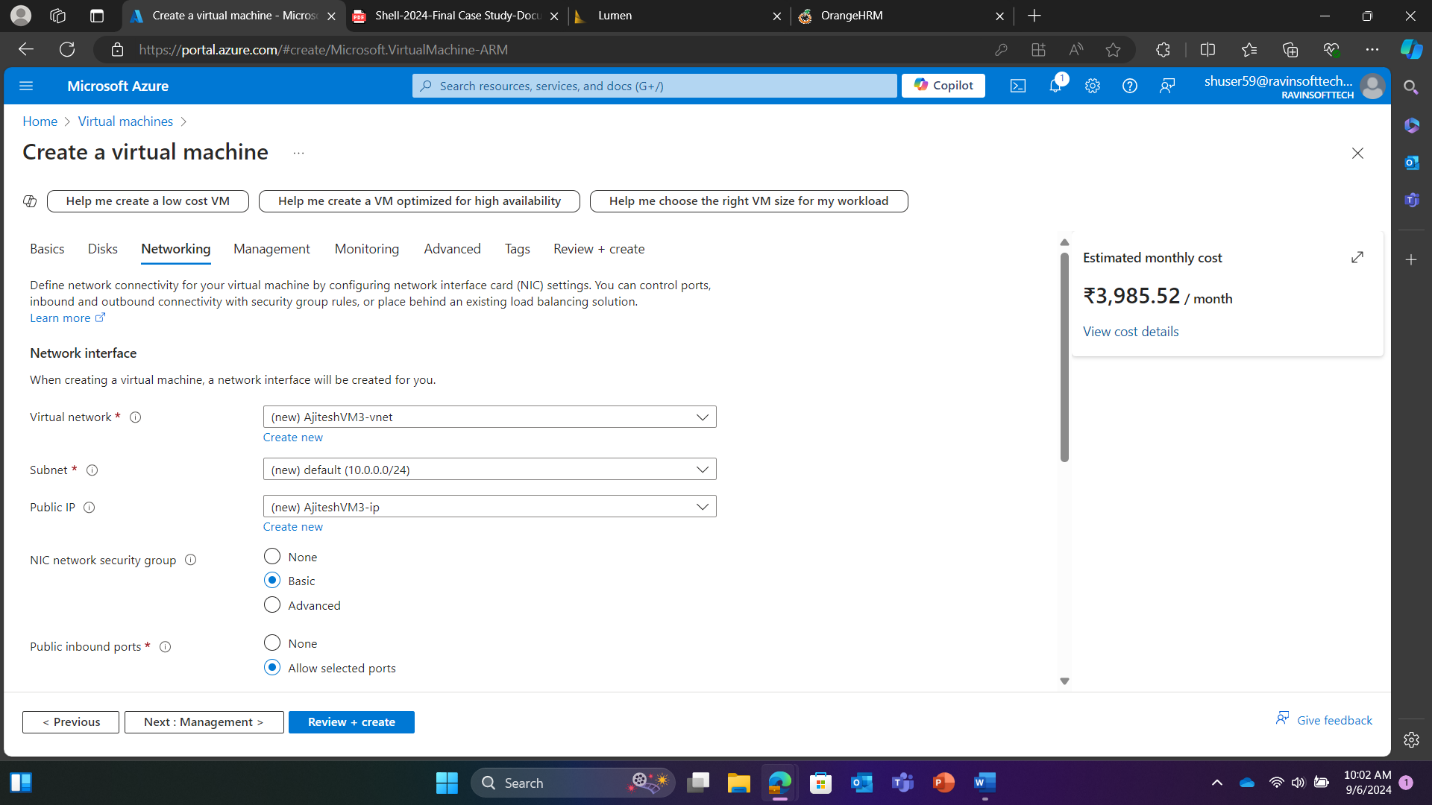 Create a virtual machine - Micros
Shell-2024-Final Case Study-Docu
Lumen
OrangeHRM
https://portal.azure.com/#create/Microsoft.VirtualMachine-ARM
Microsoft Azure
Search resources, services, and docs (G+/)
Copilot
1
shuser59@ravinsofttech...
RAVINSOFTTECH
Home > Virtual machines >
Create a virtual machine ...
Help me create a low cost VM
Help me create a VM optimized for high availability
Help me choose the right VM size for my workload
Basics Disks Networking Management Monitoring Advanced Tags Review + create
Define network connectivity for your virtual machine by configuring network interface card (NIC) settings. You can control ports,
inbound and outbound connectivity with security group rules, or place behind an existing load balancing solution.
Learn more
Network interface
When creating a virtual machine, a network interface will be created for you.
Virtual network *
(new) AjiteshVM3-vnet
Create new
Subnet *
(new) default (10.0.0.0/24)
Public IP
(new) AjiteshVM3-ip
Create new
NIC network security group
None
Basic
Advanced
Public inbound ports *
None
Allow selected ports
Estimated monthly cost
₹3,985.52 / month
View cost details
< Previous
Next : Management >
Review + create
Give feedback
Search
10:02 AM
9/6/2024
1